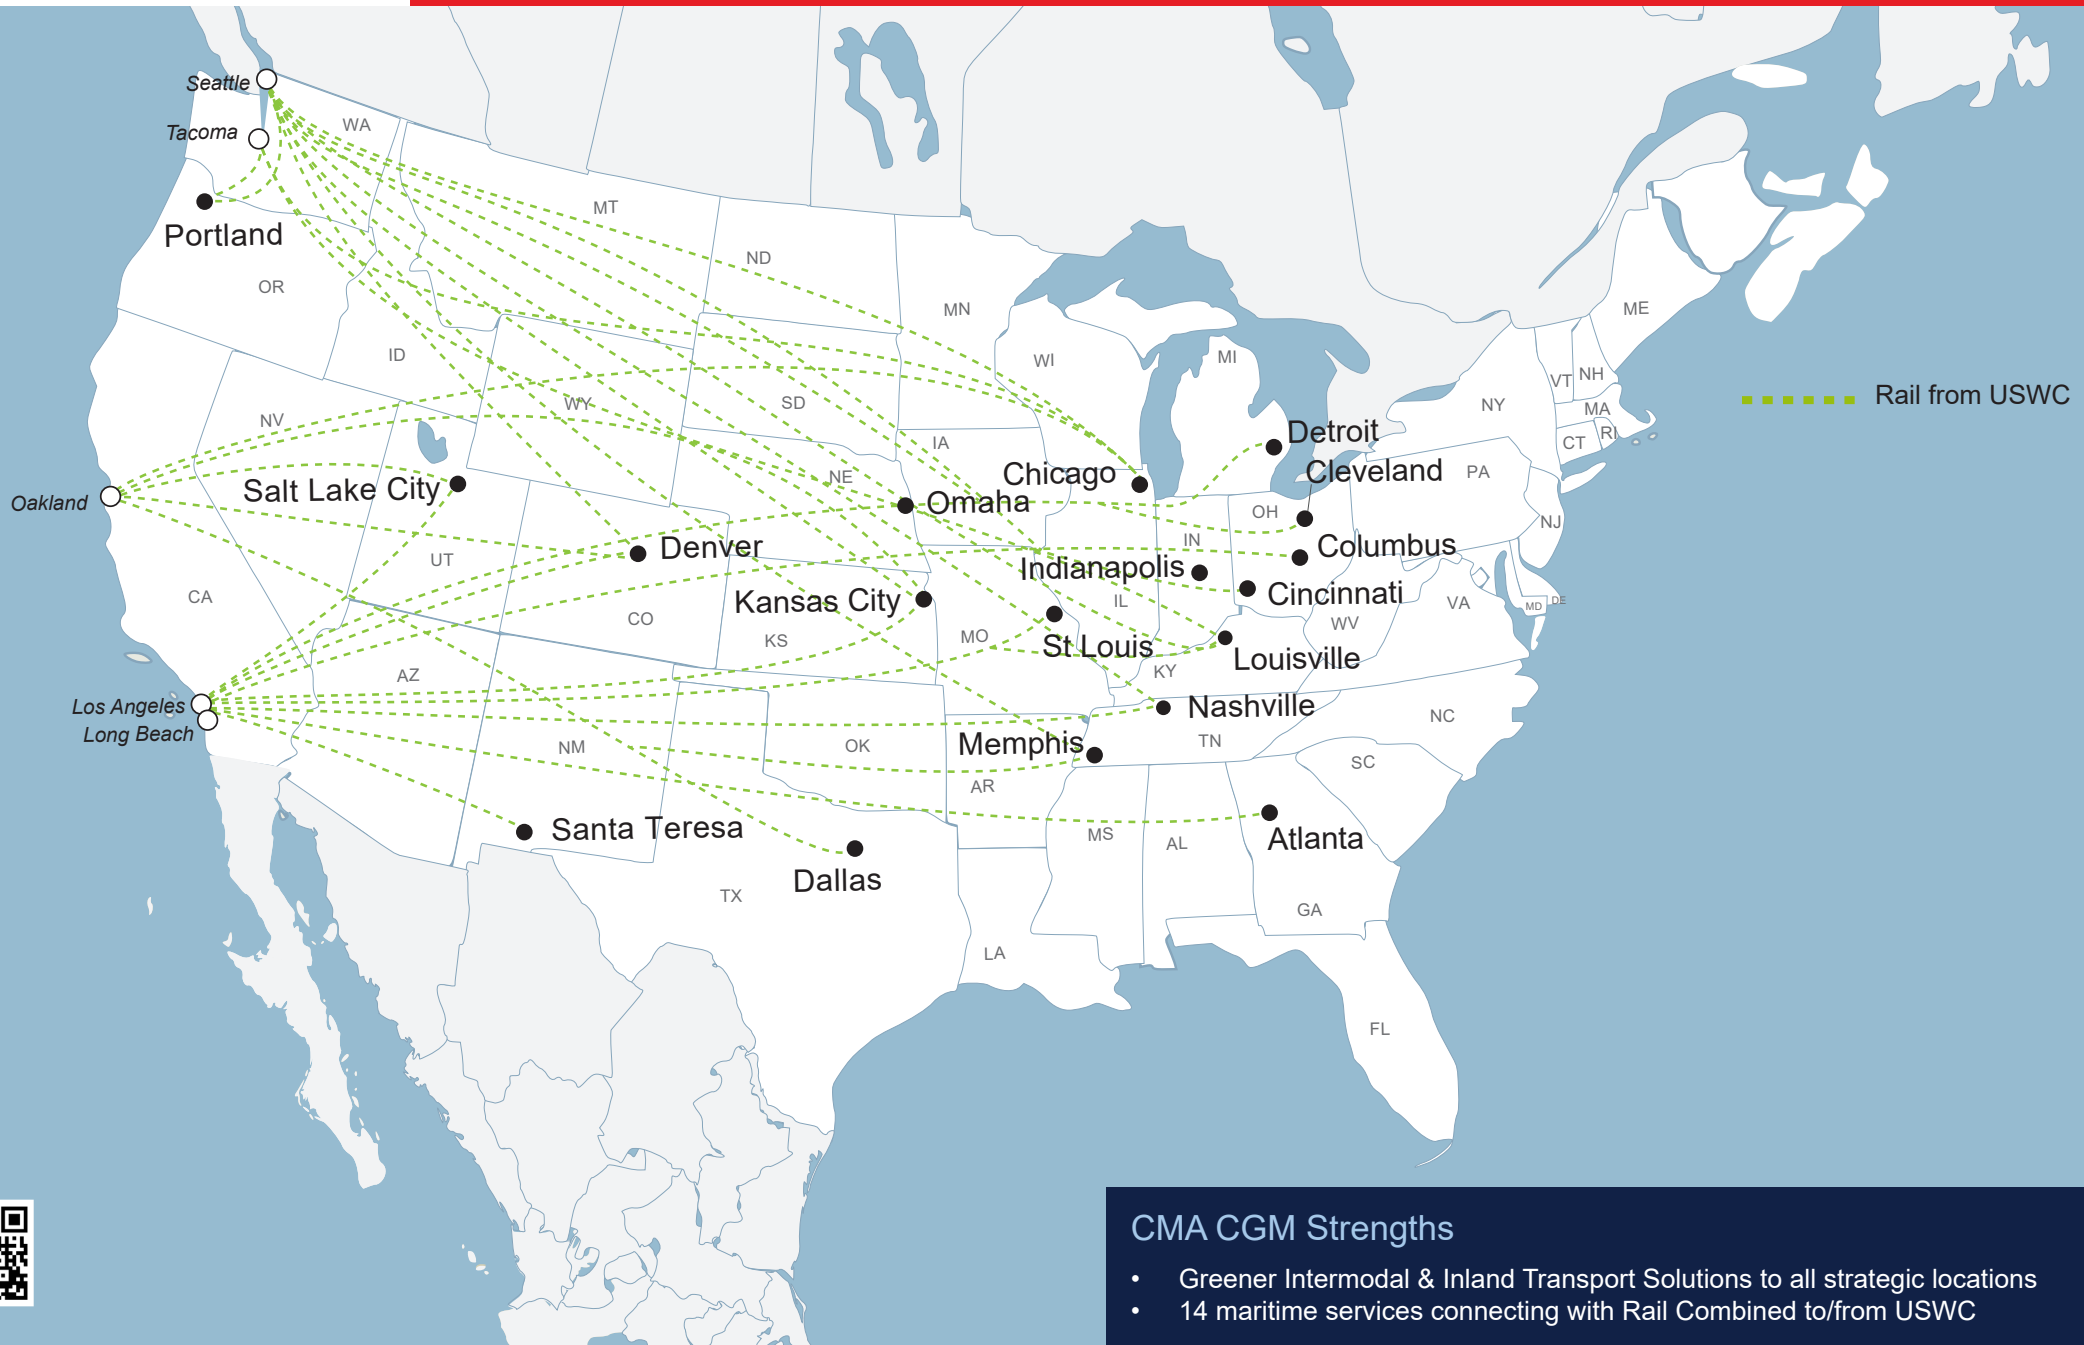 Seattle
WA
Tacoma
MT
Portland
ND
OR
MN
ME
ID
WI
MI
VT
NH
WY
SD
NY
MA
Rail from USWC
NV
IA
Detroit
RI
CT
Chicago
Cleveland
PA
NE
Salt Lake City
Omaha
Oakland
OH
NJ
IN
Denver
Columbus
UT
Indianapolis
Cincinnati
CA
Kansas City
IL
VA
MD
DE
CO
KS
MO
WV
St Louis
Louisville
AZ
KY
Los Angeles
Nashville
NC
Long Beach
NM
OK
Memphis
TN
SC
AR
Santa Teresa
MS
AL
Atlanta
Dallas
TX
GA
LA
FL
CMA CGM Strengths
• Greener Intermodal & Inland Transport Solutions to all strategic locations
• 14 maritime services connecting with Rail Combined to/from USWC